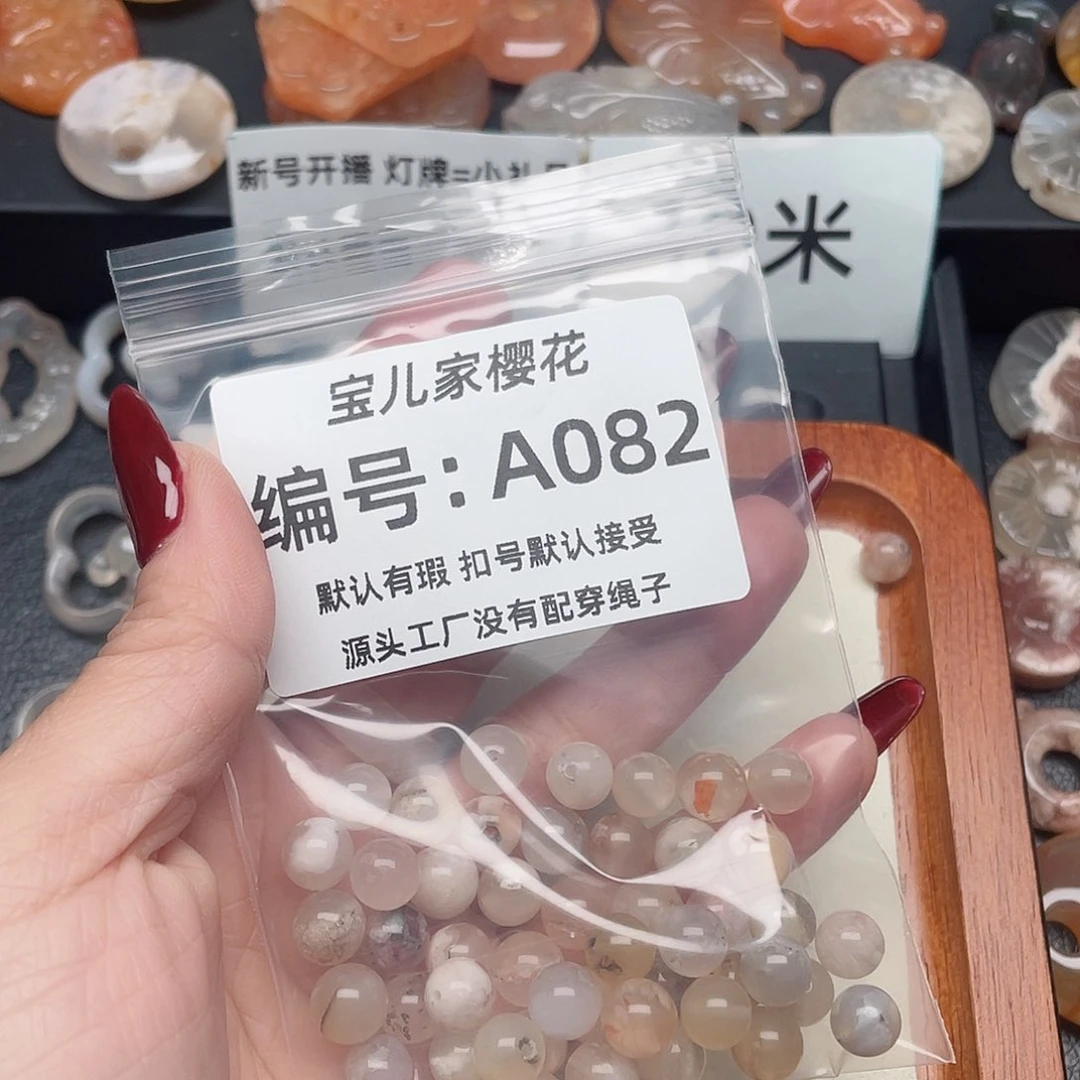 新号开播 灯牌=小礼品
米
宝儿家樱花
编号:A082
默认有瑕 扣号默认接受
源头工厂没有配穿绳子